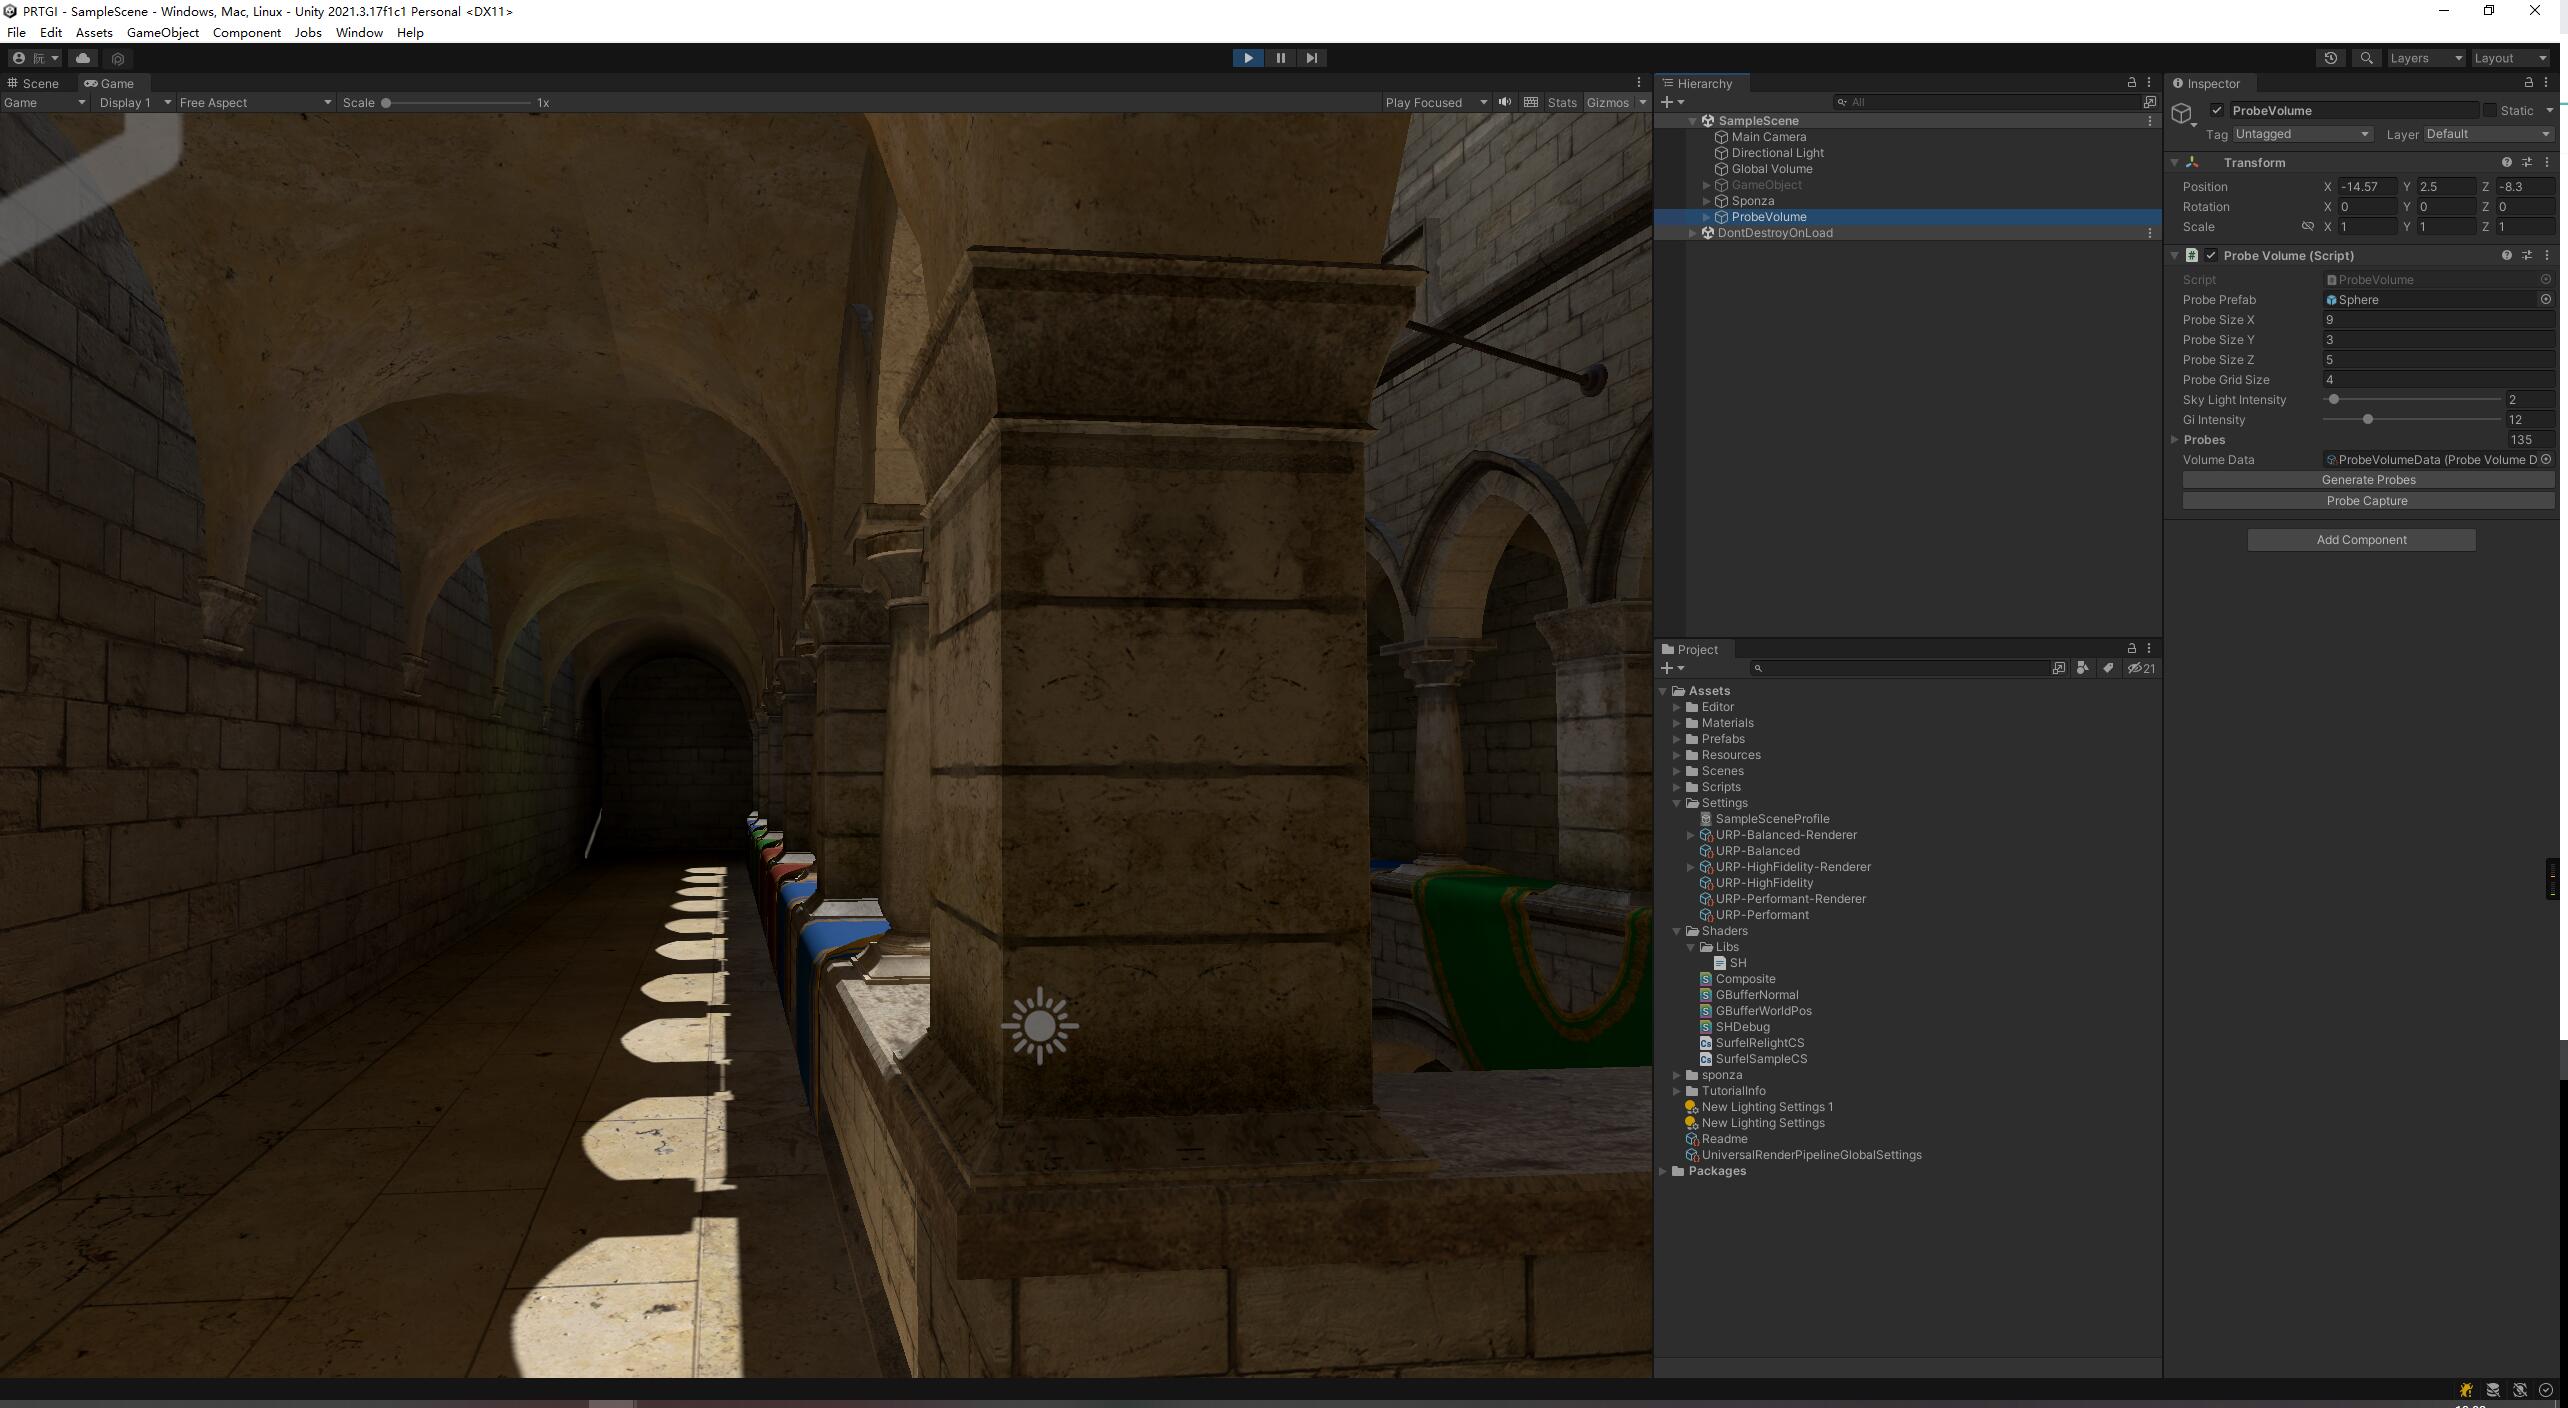 PRTGI - SampleScene - Windows, Mac, Linux - Unity 2021.3.17f1c1 Personal <DX11>
File Edit Assets GameObject Component Jobs Window Help
阮 Layers Layout
Scene Game
Game Display 1 Free Aspect Scale 1x Play Focused Stats Gizmos
Hierarchy
All
SampleScene
Main Camera
Directional Light
Global Volume
GameObject
Sponza
ProbeVolume
DontDestroyOnLoad
Project
21
Assets
Editor
Materials
Prefabs
Resources
Scenes
Scripts
Settings
SampleSceneProfile
URP-Balanced-Renderer
URP-Balanced
URP-HighFidelity-Renderer
URP-HighFidelity
URP-Performant-Renderer
URP-Performant
Shaders
Libs
SH
Composite
GBufferNormal
GBufferWorldPos
SHDebug
SurfelRelightCS
SurfelSampleCS
sponza
TutorialInfo
New Lighting Settings 1
New Lighting Settings
Readme
UniversalRenderPipelineGlobalSettings
Packages
Inspector
ProbeVolume Static
Tag Untagged Layer Default
Transform
Position X -14.57 Y 2.5 Z -8.3
Rotation X 0 Y 0 Z 0
Scale X 1 Y 1 Z 1
Probe Volume (Script)
Script ProbeVolume
Probe Prefab Sphere
Probe Size X 9
Probe Size Y 3
Probe Size Z 5
Probe Grid Size 4
Sky Light Intensity 2
Gi Intensity 12
Probes 135
Volume Data ProbeVolumeData (Probe Volume D
Generate Probes
Probe Capture
Add Component